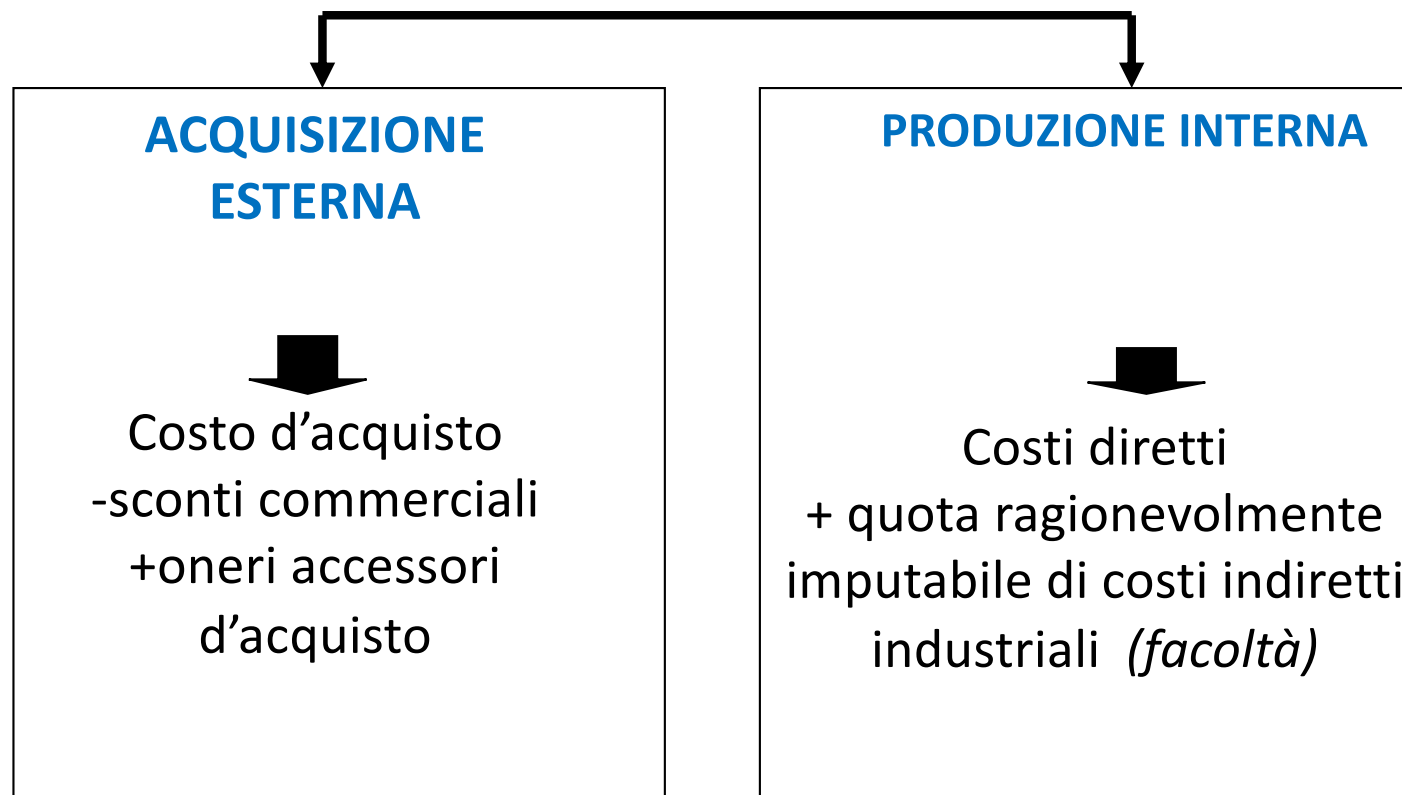 ACQUISIZIONE
ESTERNA
Costo d’acquisto
-sconti commerciali
+oneri accessori
d’acquisto
PRODUZIONE INTERNA
Costi diretti
+ quota ragionevolmente
imputabile di costi indiretti
industriali (facoltà)